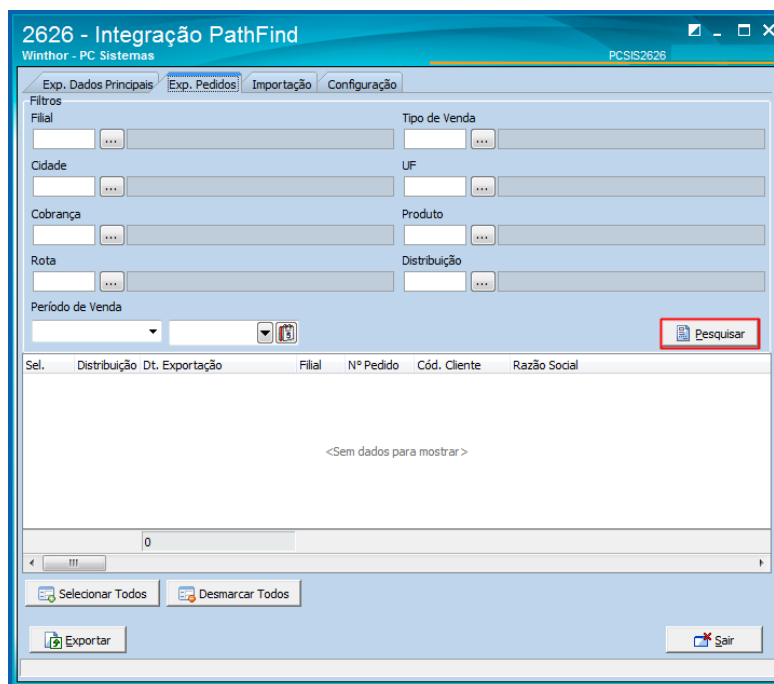 2626 - Integração PathFind
Winthor - PC Sistemas
PCSIS2626
Exp. Dados Principais Exp. Pedidos Importação Configuração
Filtros
Filial Tipo de Venda
... ...
Cidade UF
... ...
Cobrança Produto
... ...
Rota Distribuição
... ...
Período de Venda
5
Pesquisar
Sel. Distribuição Dt. Exportação Filial Nº Pedido Cód. Cliente Razão Social
<Sem dados para mostrar>
0
Selecionar Todos Desmarcar Todos
Exportar Sair